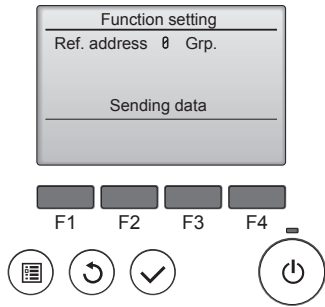 Function setting
Ref. address 0 Grp.
Sending data
F1 F2 F3 F4